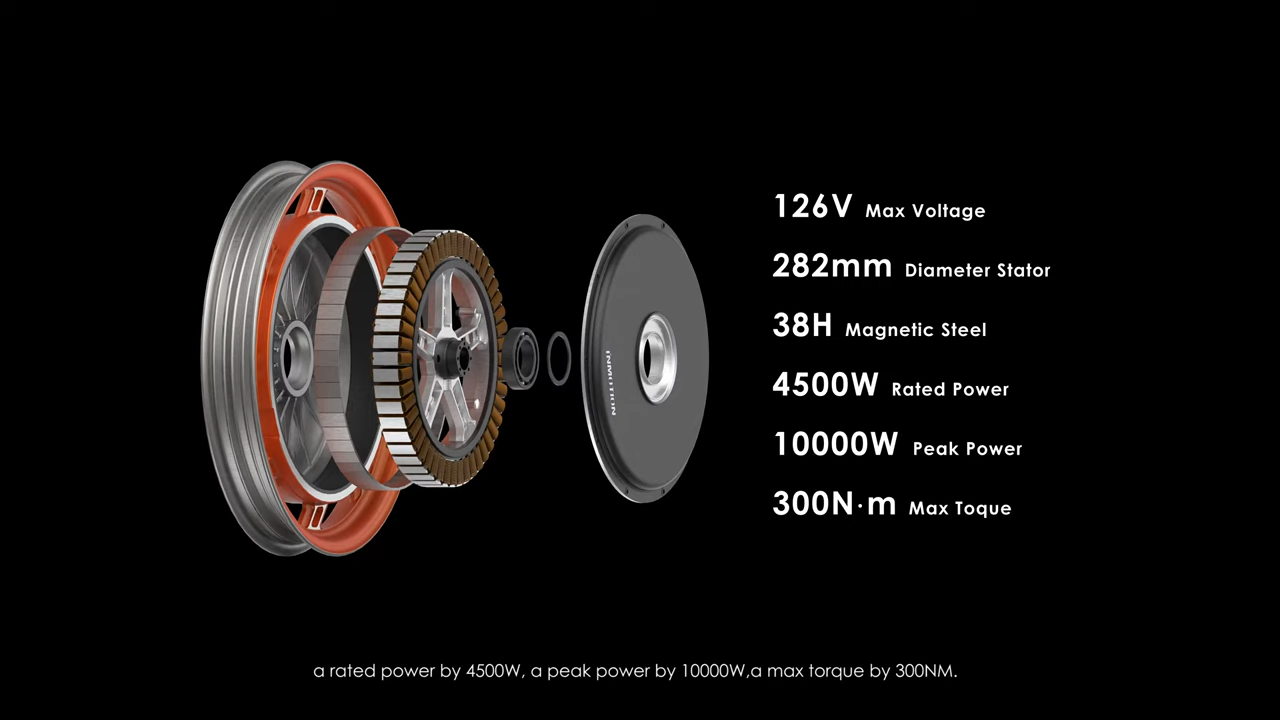 126V Max Voltage
282mm Diameter Stator
38H Magnetic Steel
4500W Rated Power
10000W Peak Power
300N·m Max Toque
INMOTION
a rated power by 4500W, a peak power by 10000W,a max torque by 300NM.